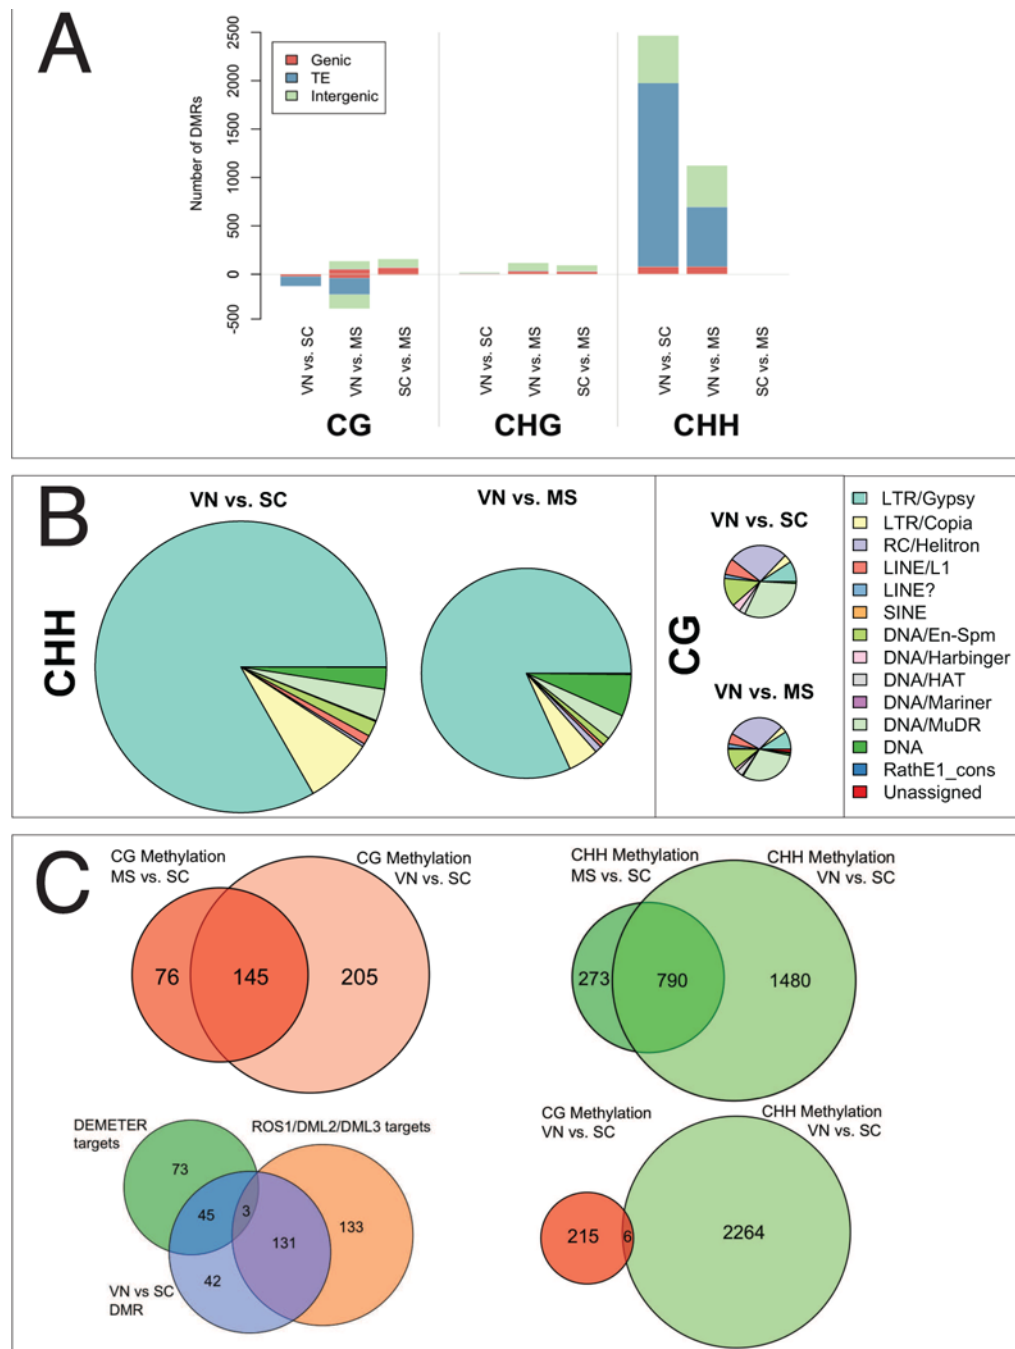 A
Number of DMRs
2500
2000
1500
1000
500
0
-500
Genic
TE
Intergenic
VN vs. SC
VN vs. MS
SC vs. MS
VN vs. SC
VN vs. MS
SC vs. MS
VN vs. SC
VN vs. MS
SC vs. MS
CG
CHG
CHH
B
CHH
VN vs. SC
VN vs. MS
CG
VN vs. SC
VN vs. MS
LTR/Gypsy
LTR/Copia
RC/Helitron
LINE/L1
LINE?
SINE
DNA/En-Spm
DNA/Harbinger
DNA/HAT
DNA/Mariner
DNA/MuDR
DNA
RathE1_cons
Unassigned
C
CG Methylation
MS vs. SC
CG Methylation
VN vs. SC
76
145
205
CHH Methylation
MS vs. SC
CHH Methylation
VN vs. SC
273
790
1480
DEMETER
targets
ROS1/DML2/DML3 targets
73
45
3
131
133
42
VN vs SC
DMR
CG Methylation
VN vs. SC
CHH Methylation
VN vs. SC
215
6
2264